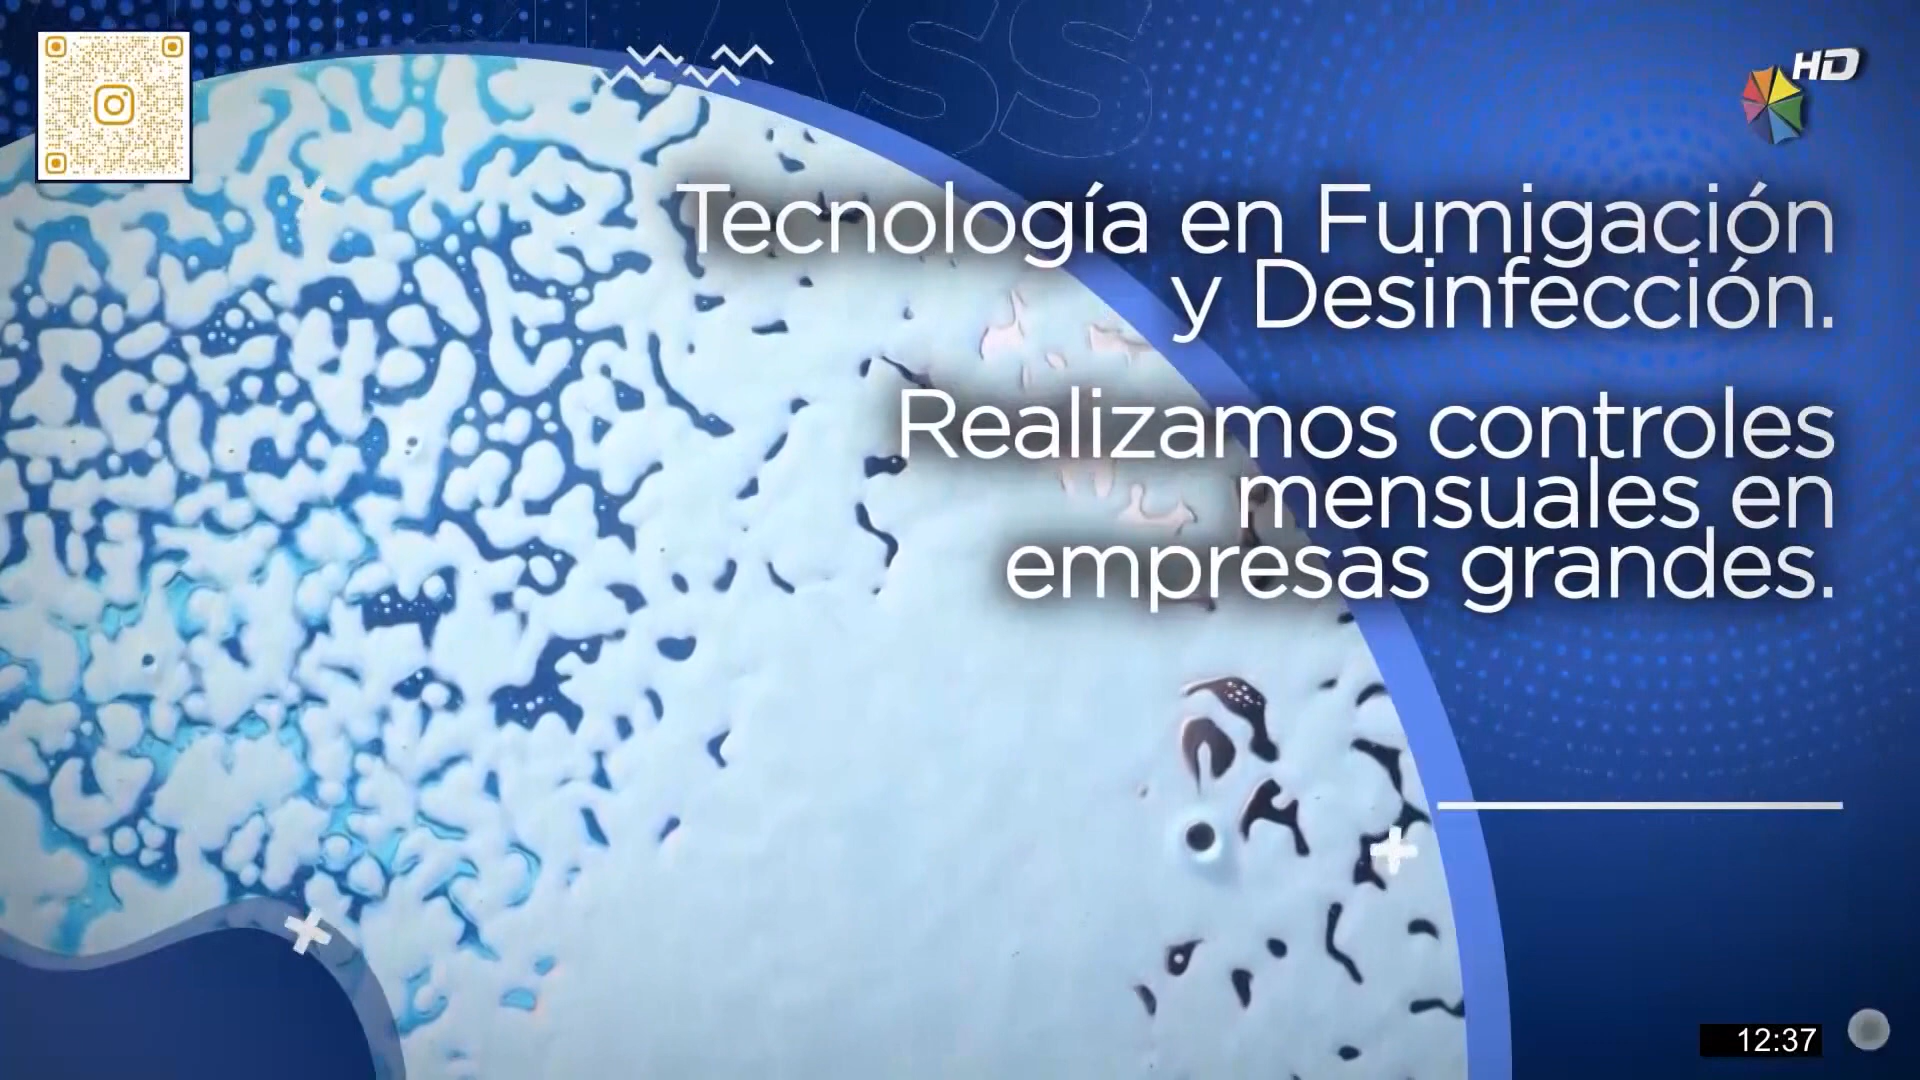 HD
Tecnología en Fumigación
y Desinfección.
Realizamos controles
mensuales en
empresas grandes.
12:37